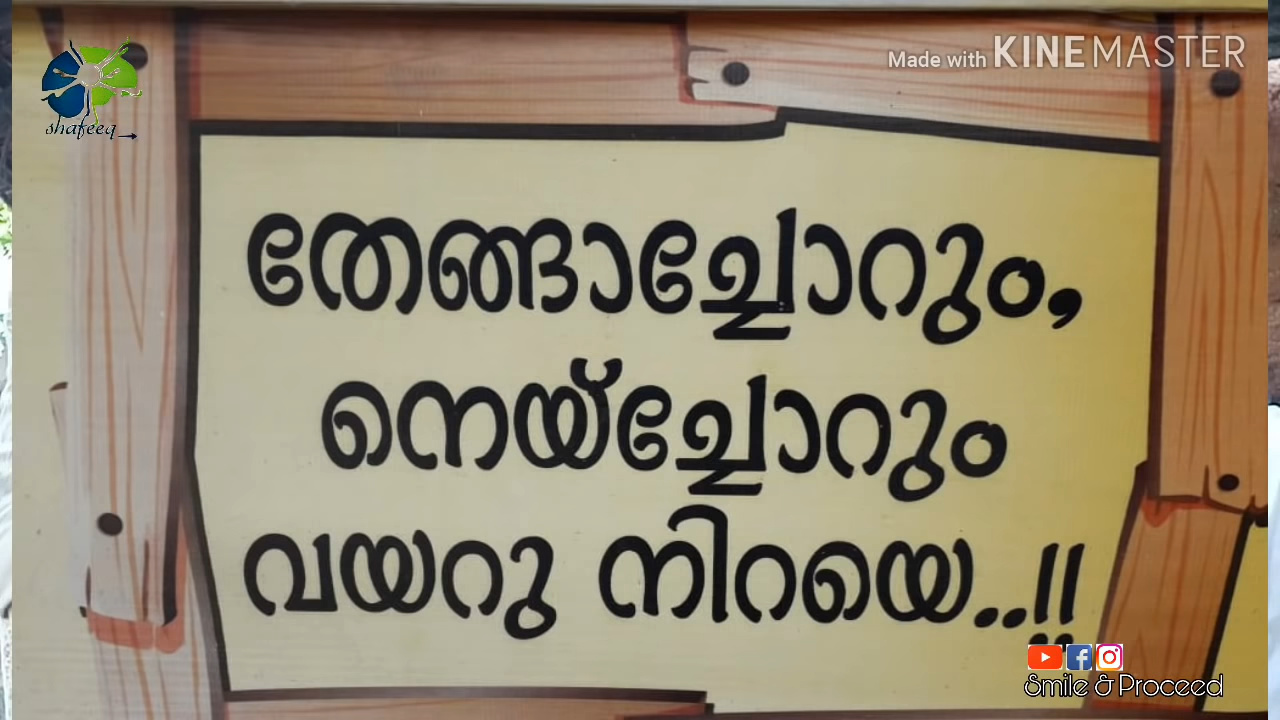 shafeeq
Made with KINEMASTER
തേങ്ങാച്ചോറും,
നെയ്ച്ചോറും
വയറു നിറയെ..!!
Smile & Proceed